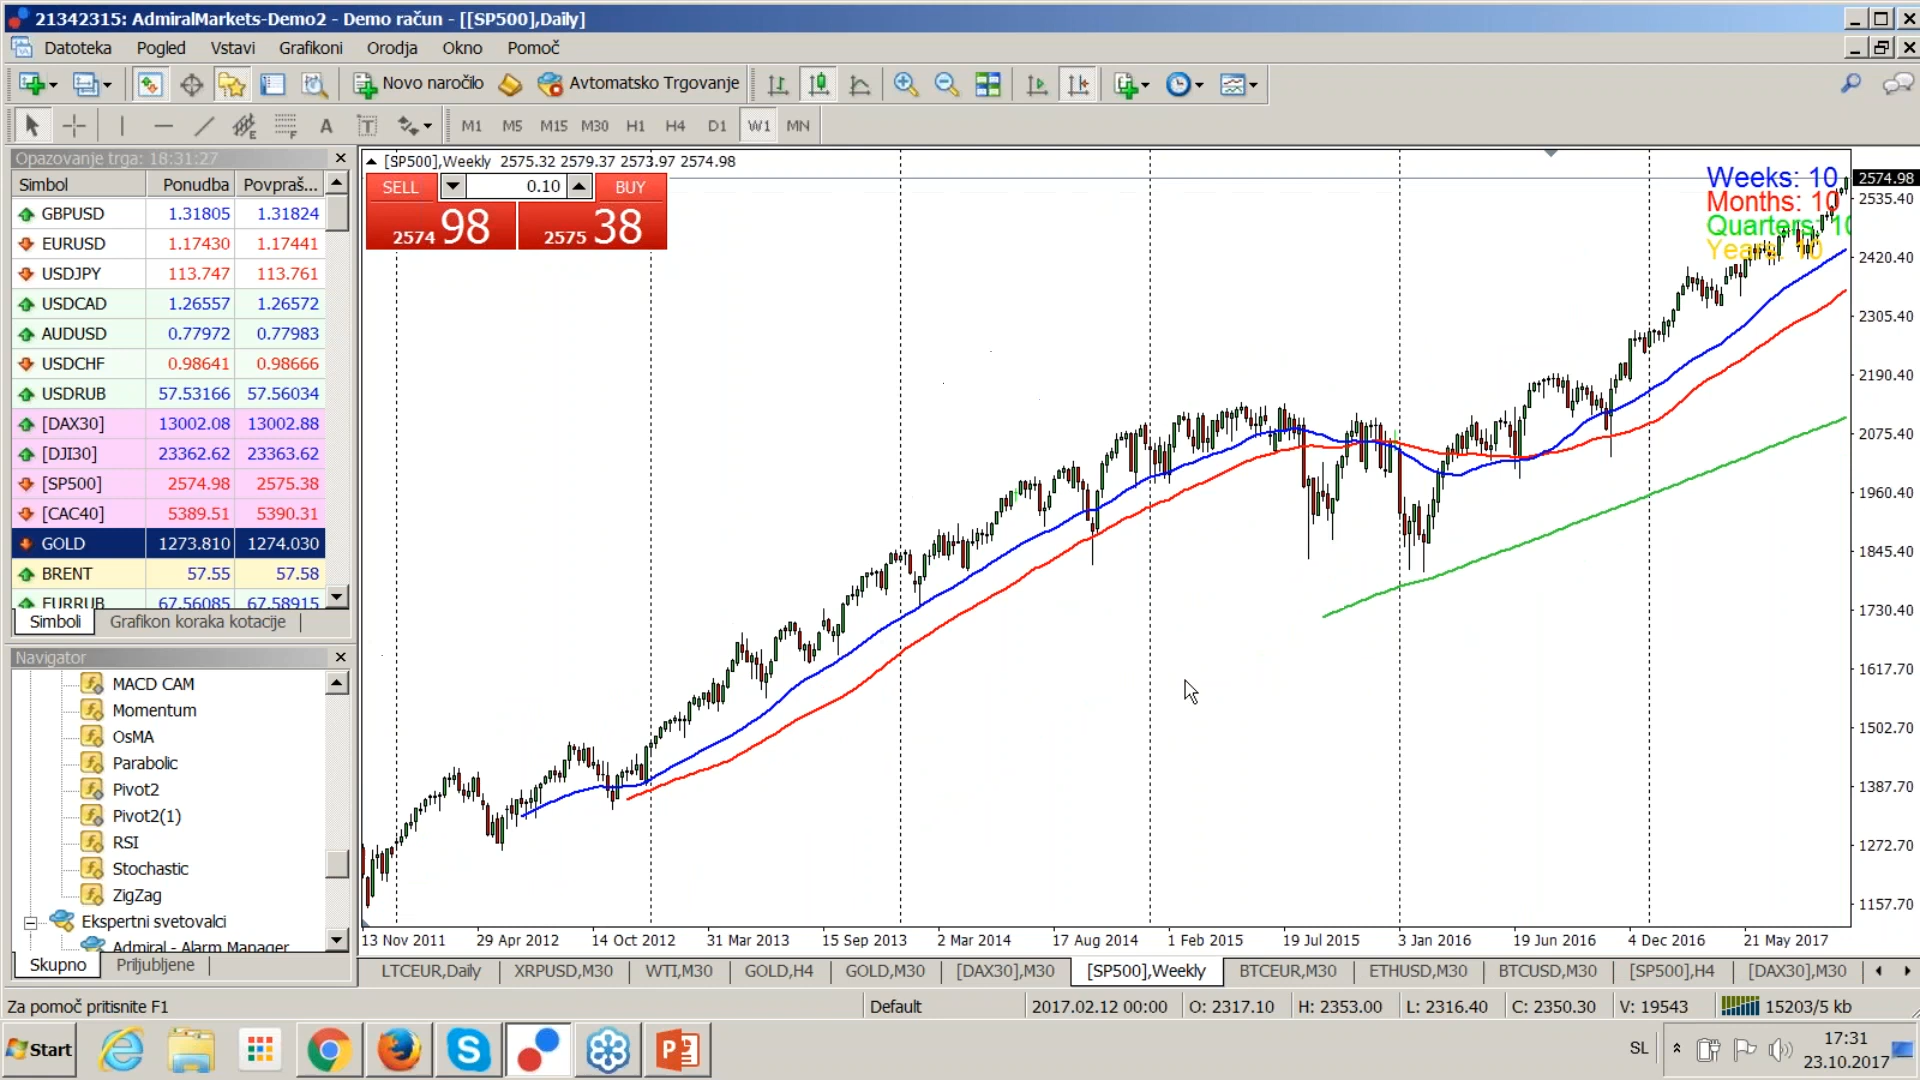 21342315: AdmiralMarkets-Demo2 - Demo račun - [[SP500],Daily]
Datoteka Pogled Vstavi Grafikoni Orodja Okno Pomoč
Novo naročilo Avtomatsko Trgovanje
A T M1 M5 M15 M30 H1 H4 D1 W1 MN
Opazovanje trga: 18:31:27
Simbol Ponudba Povpraš...
GBPUSD 1.31805 1.31824
EURUSD 1.17430 1.17441
USDJPY 113.747 113.761
USDCAD 1.26557 1.26572
AUDUSD 0.77972 0.77983
USDCHF 0.98641 0.98666
USDRUB 57.53166 57.56034
[DAX30] 13002.08 13002.88
[DJI30] 23362.62 23363.62
[SP500] 2574.98 2575.38
[CAC40] 5389.51 5390.31
GOLD 1273.810 1274.030
BRENT 57.55 57.58
EURRUB 67.56085 67.58915
Simboli Grafikon koraka kotacije
Navigator
MACD CAM
Momentum
OsMA
Parabolic
Pivot2
Pivot2(1)
RSI
Stochastic
ZigZag
Ekspertni svetovalci
Admiral - Alarm Manager
Skupno Priljubljene
[SP500],Weekly 2575.32 2579.37 2573.97 2574.98
SELL 0.10 BUY
2574 98 2575 38
Weeks: 10
Months: 10
Quarters: 10
Years: 10
2574.98
2535.40
2420.40
2305.40
2190.40
2075.40
1960.40
1845.40
1730.40
1617.70
1502.70
1387.70
1272.70
1157.70
13 Nov 2011 29 Apr 2012 14 Oct 2012 31 Mar 2013 15 Sep 2013 2 Mar 2014 17 Aug 2014 1 Feb 2015 19 Jul 2015 3 Jan 2016 19 Jun 2016 4 Dec 2016 21 May 2017
LTCEUR,Daily XRPUSD,M30 WTI,M30 GOLD,H4 GOLD,M30 [DAX30],M30 [SP500],Weekly BTCEUR,M30 ETHUSD,M30 BTCUSD,M30 [SP500],H4 [DAX30],M30
Za pomoč pritisnite F1 Default 2017.02.12 00:00 O: 2317.10 H: 2353.00 L: 2316.40 C: 2350.30 V: 19543 15203/5 kb
Start SL 17:31
23.10.2017